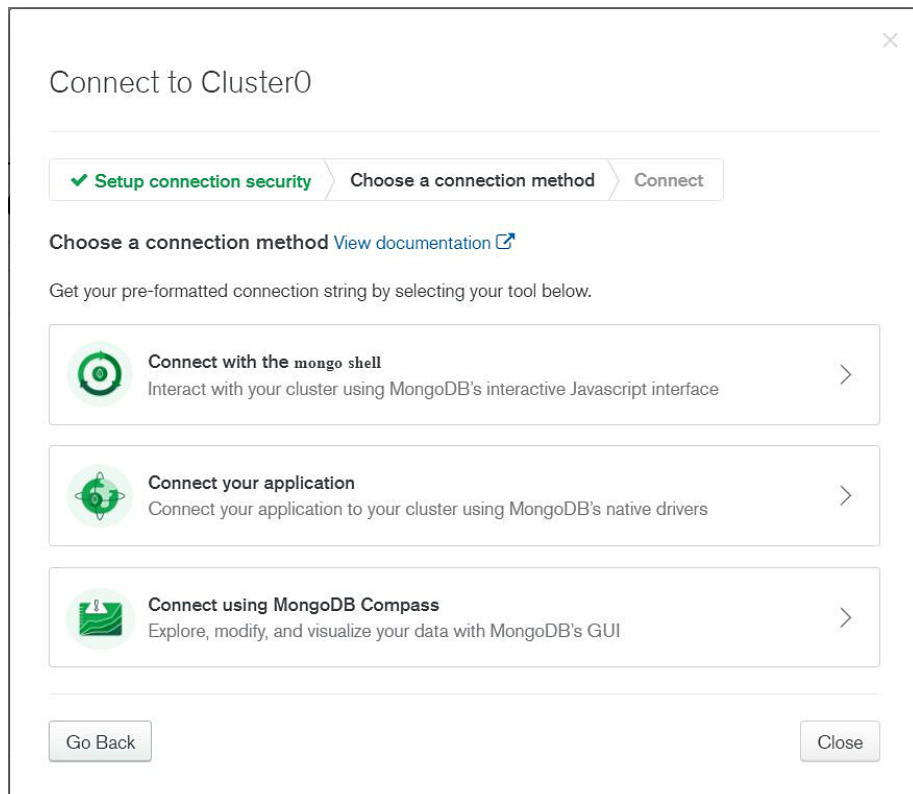 Connect to Cluster0
Setup connection security
Choose a connection method
Connect
Choose a connection method View documentation
Get your pre-formatted connection string by selecting your tool below.
Connect with the mongo shell
Interact with your cluster using MongoDB's interactive Javascript interface
Connect your application
Connect your application to your cluster using MongoDB's native drivers
Connect using MongoDB Compass
Explore, modify, and visualize your data with MongoDB's GUI
Go Back
Close